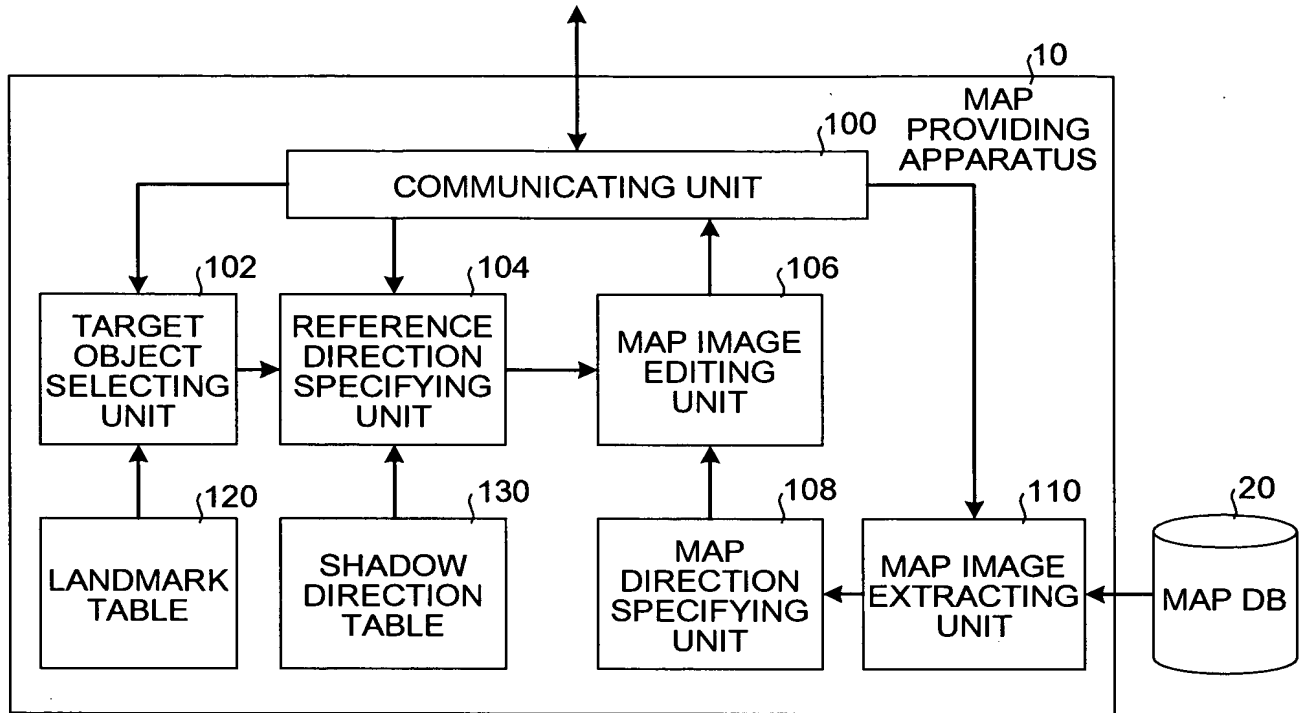 10
MAP
PROVIDING
APPARATUS
100
COMMUNICATING UNIT
102
TARGET
OBJECT
SELECTING
UNIT
104
REFERENCE
DIRECTION
SPECIFYING
UNIT
106
MAP IMAGE
EDITING
UNIT
120
LANDMARK
TABLE
130
SHADOW
DIRECTION
TABLE
108
MAP
DIRECTION
SPECIFYING
UNIT
110
MAP IMAGE
EXTRACTING
UNIT
20
MAP DB